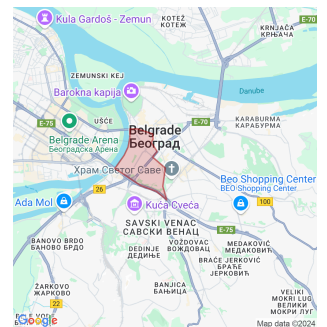 Kula Gardoš - Zemun
КОТЕŽ
КОТЕЖ
KRNJAČA
КРЊАЧА
E-70
ZEMUNSKI KEJ
Barokna kapija
Danube
E-75
UŠĆE
Belgrade
Београд
KARABURMA
КАРАБУРМА
Belgrade Arena
Београдска Арена
Храм Светог Саве
Beo Shopping Center
BEO Shopping Center
26
Ada Mol
Kuća Cveća
100
SAVSKI VENAC
САВСКИ ВЕНАЦ
BANOVO BRDO
БАНОВО БРДО
DEDINJE
ДЕДИЊЕ
VOŽDOVAC
ВОЖДОВАЦ
MEDAKOVIĆ
МЕДАКОВИЋ
BRAĆE JERKOVIĆ
БРАЋЕ
ЈЕРКОВИЋ
ŽARKOVO
ЖАРКОВО
BANJICA
БАЊИЦА
VELIKI
MOKRI LUG
ВЕЛИКИ
МОКРИ ЛУГ
22
E-75
Google
Map data ©2024